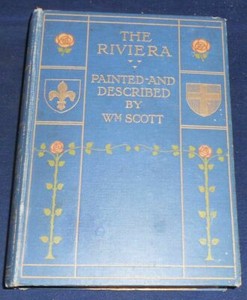 THE
RIVIERA
PAINTED·AND
DESCRIBED
BY
WM SCOTT